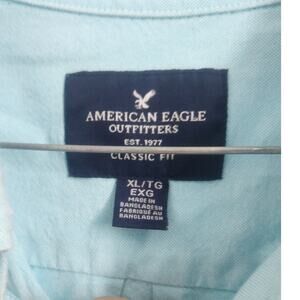 AMERICAN EAGLE
OUTFITTERS
EST. 1977
CLASSIC FIT
XL/TG
EXG
MADE IN
BANGLADESH
FABRIQUÉ AU
BANGLADESH